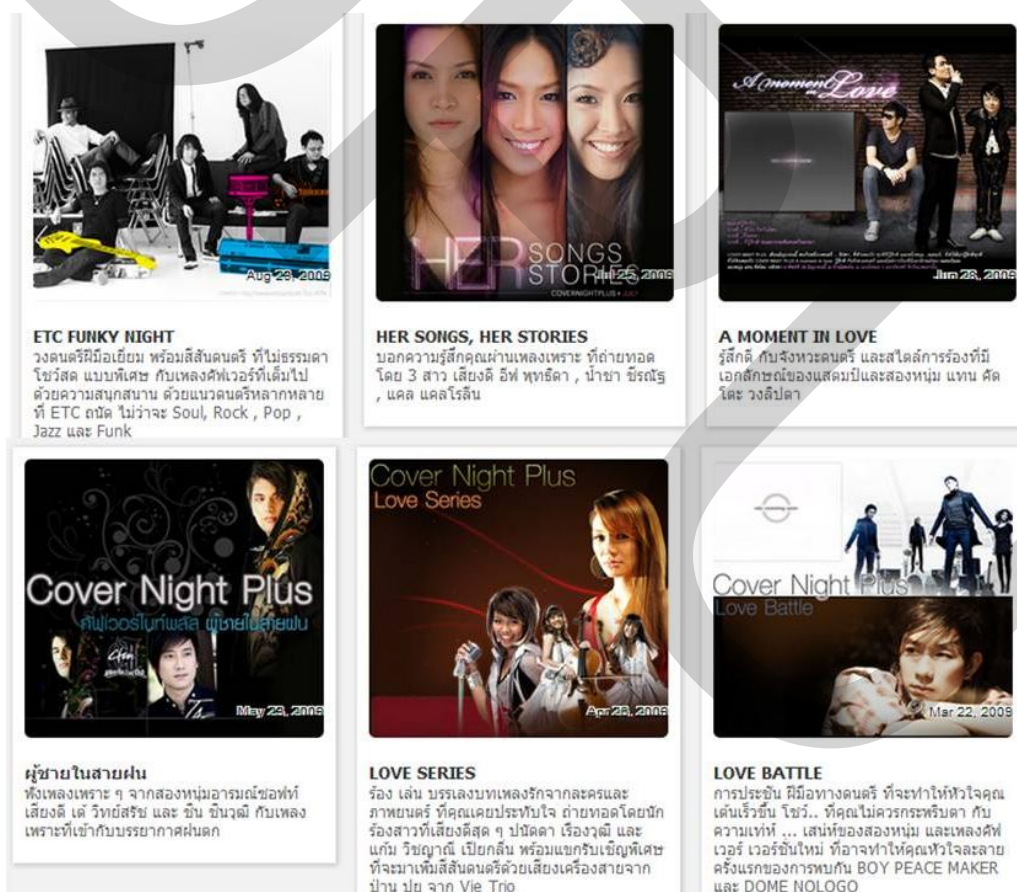 Aug 29, 2009
ETC FUNKY NIGHT
วงดนตรีฝีมือเยี่ยม พร้อมสีสันดนตรี ที่ไม่ธรรมดา
โชว์สด แบบพิเศษ กับเพลงคัฟเวอร์ที่เต็มไป
ด้วยความสนุกสนาน ด้วยแนวดนตรีหลากหลาย
ที่ ETC ถนัด ไม่ว่าจะ Soul, Rock , Pop ,
Jazz และ Funk
HER SONGS
STORIES
COVERNIGHTPLUS • JULY
Jul 25, 2009
HER SONGS, HER STORIES
บอกความรู้สึกคุณผ่านเพลงเพราะ ที่ถ่ายทอด
โดย 3 สาว เสียงดี อีฟ พุทธิดา , น้ำชา ชีรณัฐ
, แคล แคลโรลีน
A moment in Love
Jun 28, 2009
A MOMENT IN LOVE
รู้สึกดี กับจังหวะดนตรี และสไตล์การร้องที่มี
เอกลักษณ์ของแสตมป์และสองหนุ่ม แทน คัด
โตะ วงลิปตา
Cover Night Plus
คัฟเวอร์ไนท์พลัส ผู้ชายในสายฝน
May 23, 2009
ผู้ชายในสายฝน
ฟังเพลงเพราะ ๆ จากสองหนุ่มอารมณ์ซอฟท์
เสียงดี เต้ วิทย์สรัช และ ชิน ชินวุฒิ กับเพลง
เพราะที่เข้ากับบรรยากาศฝนตก
Cover Night Plus
Love Series
Apr 26, 2009
LOVE SERIES
ร้อง เล่น บรรเลงบทเพลงรักจากละครและ
ภาพยนตร์ ที่คุณเคยประทับใจ ถ่ายทอดโดยนัก
ร้องสาวที่เสียงดีสุด ๆ ปนัดดา เรืองวุฒิ และ
แก้ม วิชญาณี เปียกลิ่น พร้อมแขกรับเชิญพิเศษ
ที่จะมาเพิ่มสีสันดนตรีด้วยเสียงเครื่องสายจาก
ป่าน ปุย จาก Vie Trio
Cover Night Plus
Love Battle
Mar 22, 2009
LOVE BATTLE
การประชัน ฝีมือทางดนตรี ที่จะทำให้หัวใจคุณ
เต้นเร็วขึ้น โชว์.. ที่คุณไม่ควรกระพริบตา กับ
ความเท่ห์ ... เสน่ห์ของสองหนุ่ม และเพลงคัฟ
เวอร์ เวอร์ชันใหม่ ที่อาจทำให้คุณหัวใจละลาย
ครั้งแรกของการพบกัน BOY PEACE MAKER
และ DOME NOLOGO